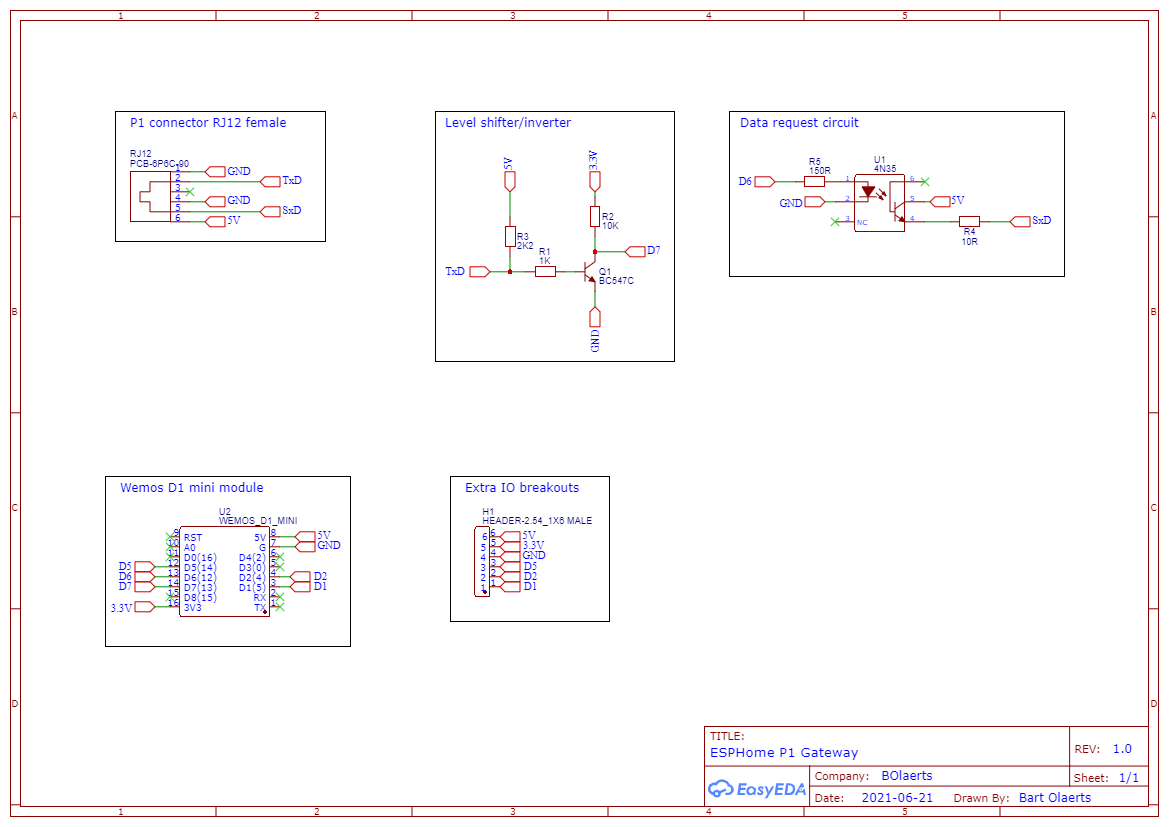 1 2 3 4 5
A A
P1 connector RJ12 female
RJ12
PCB-6P6C-90
1 GND
2 TxD
3
4 GND
5 SxD
6 5V
Level shifter/inverter
5V 3.3V
R2
10K
R3
2K2
D7
R1
1K
TxD
Q1
BC547C
GND
Data request circuit
R5
150R
U1
4N35
D6 1 6
GND 2 5 5V
3 NC 4 SxD
R4
10R
B B
Wemos D1 mini module
U2
WEMOS_D1_MINI
9 RST 5V 8 5V
10 A0 G 7 GND
11 D0(16) D4(2) 6
D5 12 D5(14) D3(0) 5
D6 13 D6(12) D2(4) 4 D2
D7 14 D7(13) D1(5) 3 D1
15 D8(15) RX 2
3.3V 16 3V3 TX 1
Extra IO breakouts
H1
HEADER-2.54_1X6 MALE
6 6 5V
5 5 3.3V
4 4 GND
3 3 D5
2 2 D2
1 1 D1
C C
D D
TITLE:
ESPHome P1 Gateway
REV: 1.0
EasyEDA
Company: BOlaerts
Sheet: 1/1
Date: 2021-06-21 Drawn By: Bart Olaerts
1 2 3 4 5